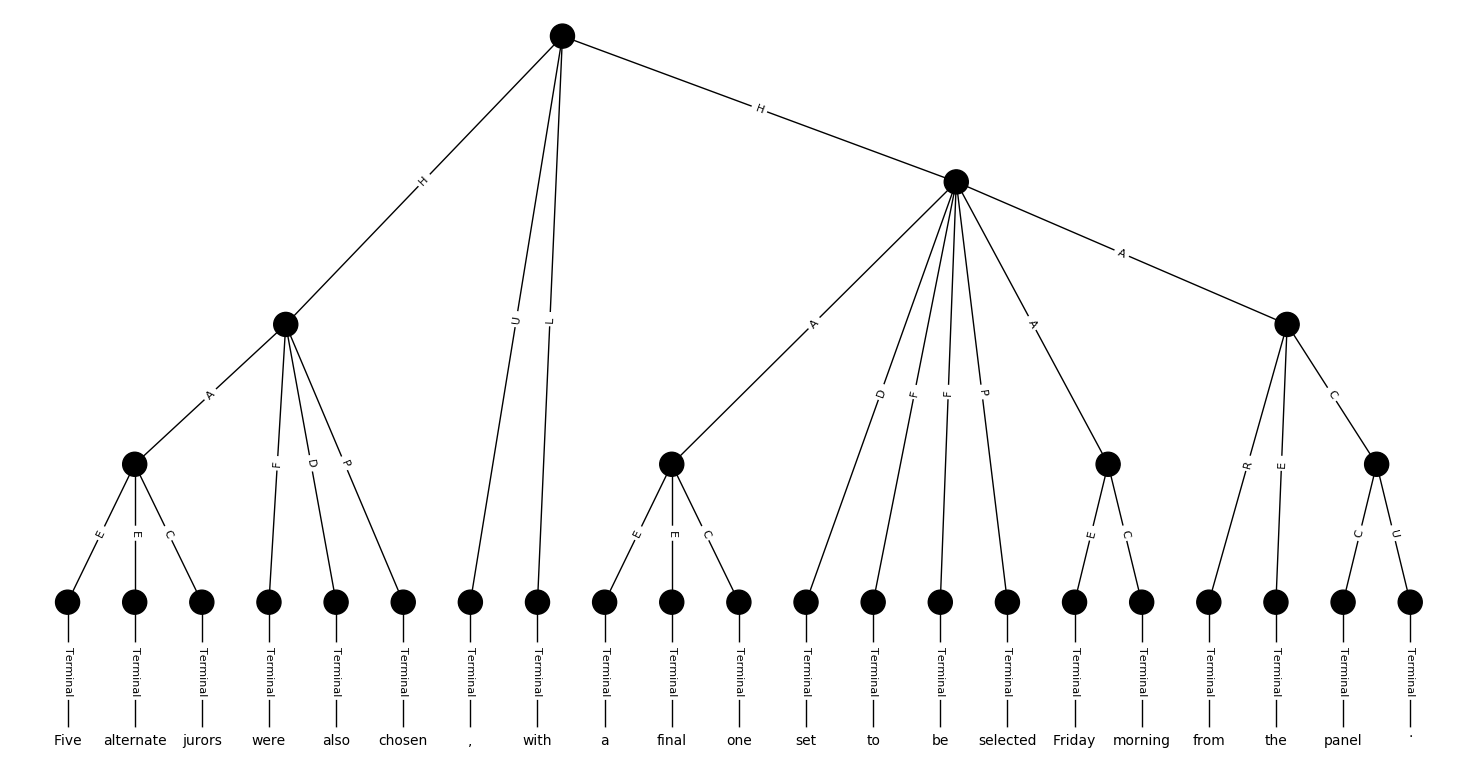 H
H
A
H
U
L
A
A
A
F
D
P
D
F
F
P
R
E
C
E
E
C
E
E
C
E
C
C
U
Terminal Terminal Terminal Terminal Terminal Terminal Terminal Terminal Terminal Terminal Terminal Terminal Terminal Terminal Terminal Terminal Terminal Terminal Terminal Terminal Terminal
Five alternate jurors were also chosen , with a final one set to be selected Friday morning from the panel .